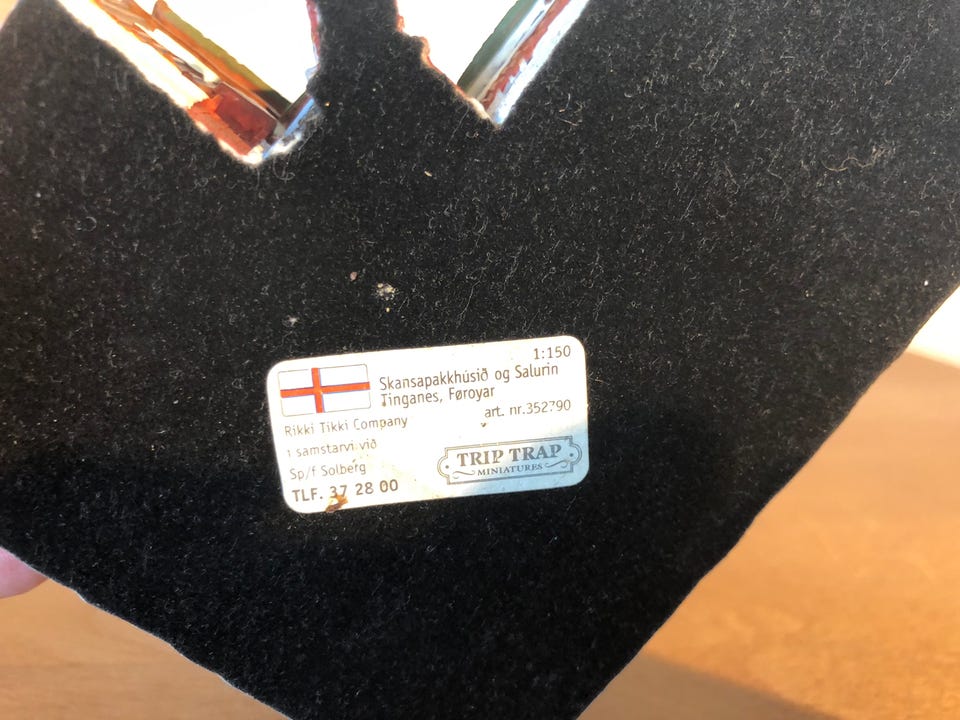 1:150
Skansapakkhúsið og Salurin
Tinganes, Føroyar
art. nr.352790
Rikki Tikki Company
í samstarvi við
Sp/f Solberg
TLF. 37 28 00
TRIP TRAP
MINIATURES